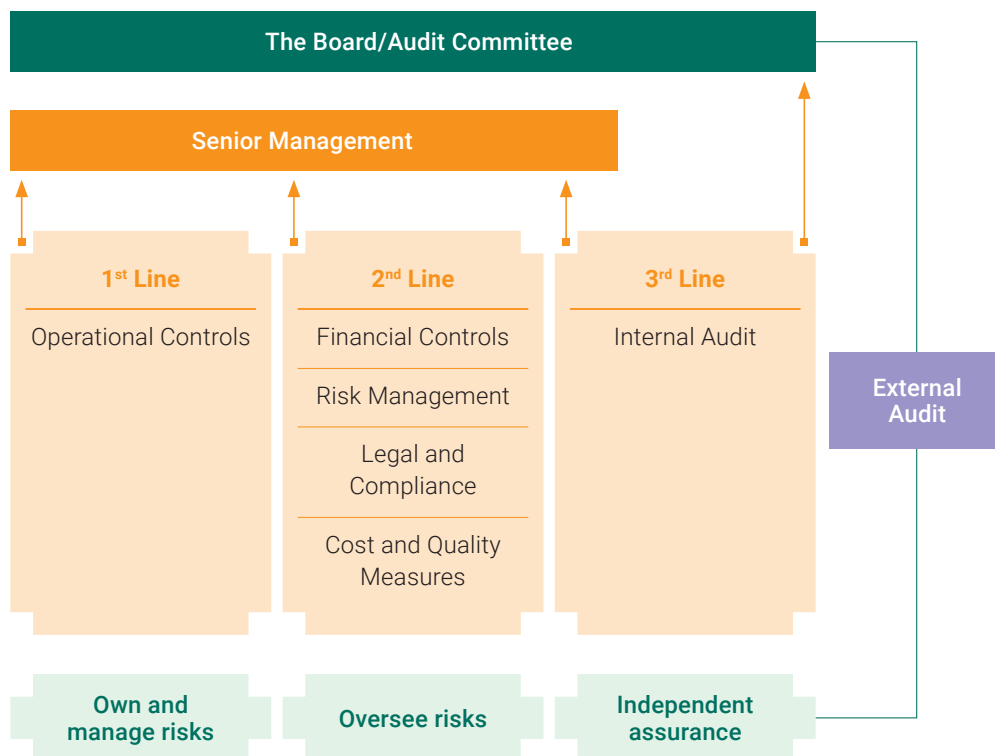 The Board/Audit Committee
Senior Management
1st Line
Operational Controls
2nd Line
Financial Controls
Risk Management
Legal and
Compliance
Cost and Quality
Measures
3rd Line
Internal Audit
External
Audit
Own and
manage risks
Oversee risks
Independent
assurance